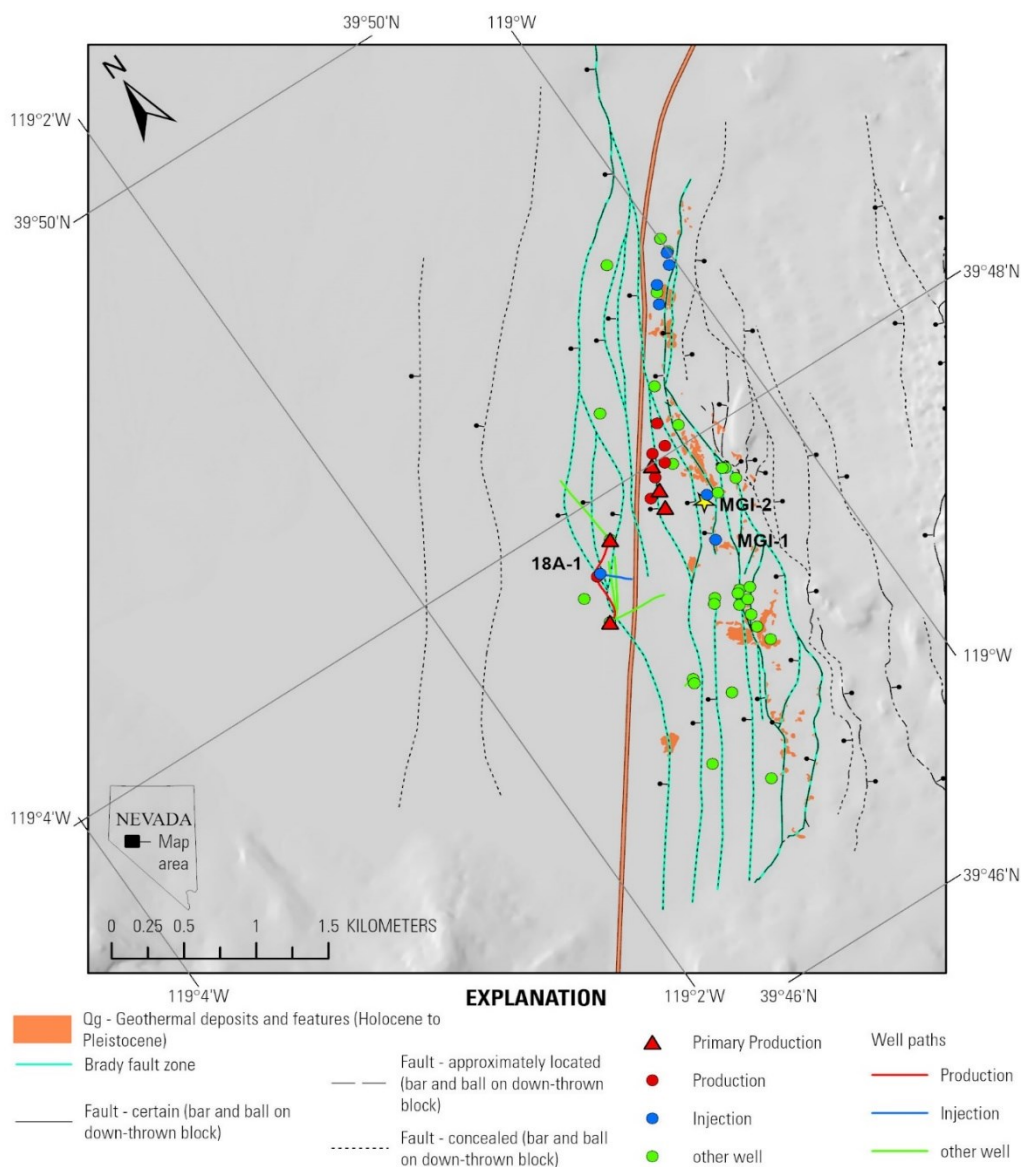 39°50'N
119°W
N
119°2'W
39°50'N
39°48'N
MGI-2
MGI-1
18A-1
119°W
119°4'W
39°46'N
NEVADA
Map
area
0 0.25 0.5 1 1.5 KILOMETERS
119°4'W
119°2'W
39°46'N
EXPLANATION
Qg - Geothermal deposits and features (Holocene to
Pleistocene)
Brady fault zone
Fault - certain (bar and ball on
down-thrown block)
Fault - approximately located
(bar and ball on down-thrown
block)
Fault - concealed (bar and ball
on down-thrown block)
Primary Production
Production
Injection
other well
Well paths
Production
Injection
other well